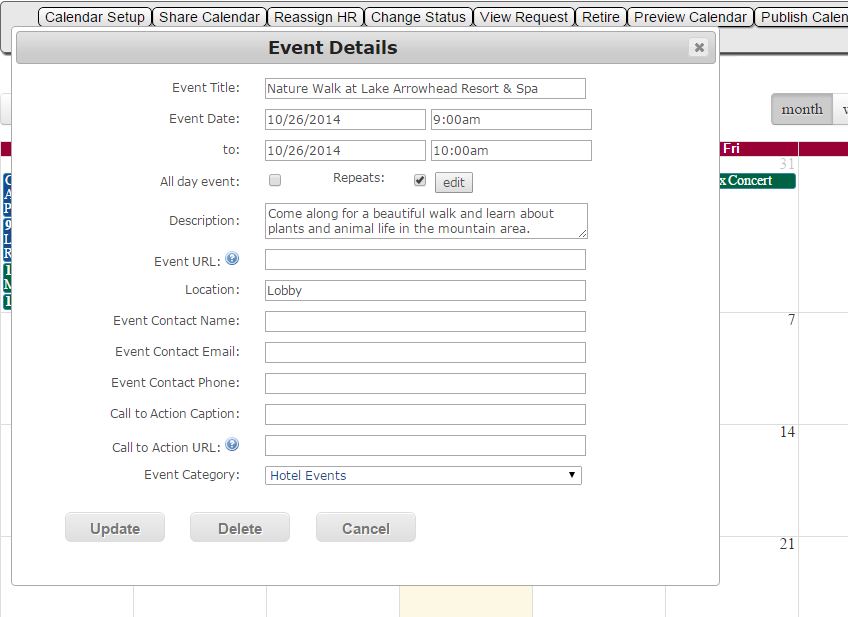 Calendar Setup Share Calendar Reassign HR Change Status View Request Retire Preview Calendar Publish Calen
Event Details
month
Event Title: Nature Walk at Lake Arrowhead Resort & Spa
Event Date: 10/26/2014 9:00am
to: 10/26/2014 10:00am
Fri
31
All day event: Repeats: edit
x Concert
Description: Come along for a beautiful walk and learn about
plants and animal life in the mountain area.
Event URL:
Location: Lobby
Event Contact Name:
7
Event Contact Email:
Event Contact Phone:
Call to Action Caption:
14
Call to Action URL:
Event Category: Hotel Events
Update Delete Cancel
21